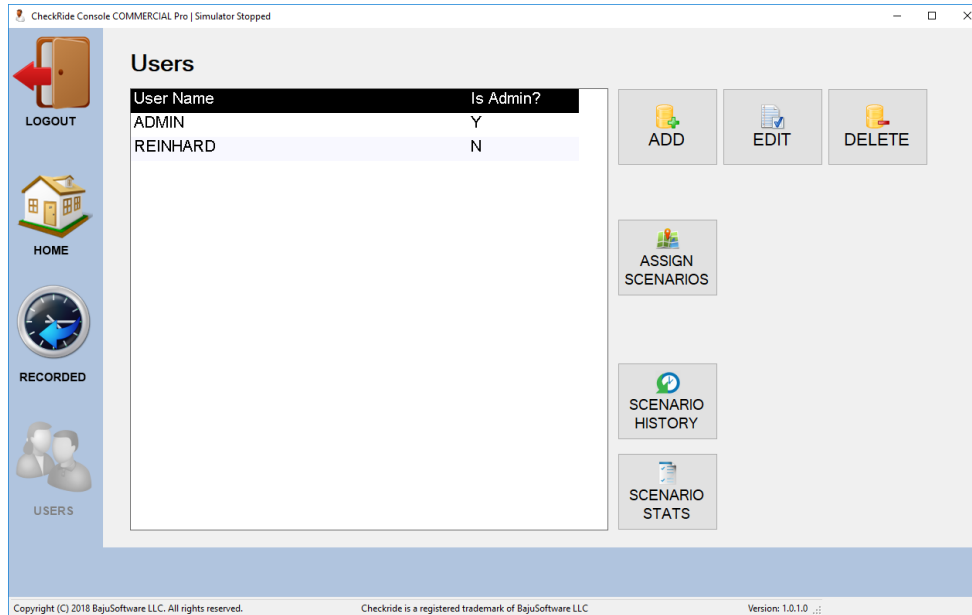 CheckRide Console COMMERCIAL Pro | Simulator Stopped
LOGOUT
HOME
RECORDED
USERS
Users
User Name Is Admin?
ADMIN Y
REINHARD N
ADD
EDIT
DELETE
ASSIGN
SCENARIOS
SCENARIO
HISTORY
SCENARIO
STATS
Copyright (C) 2018 BajuSoftware LLC. All rights reserved.
Checkride is a registered trademark of BajuSoftware LLC
Version: 1.0.1.0